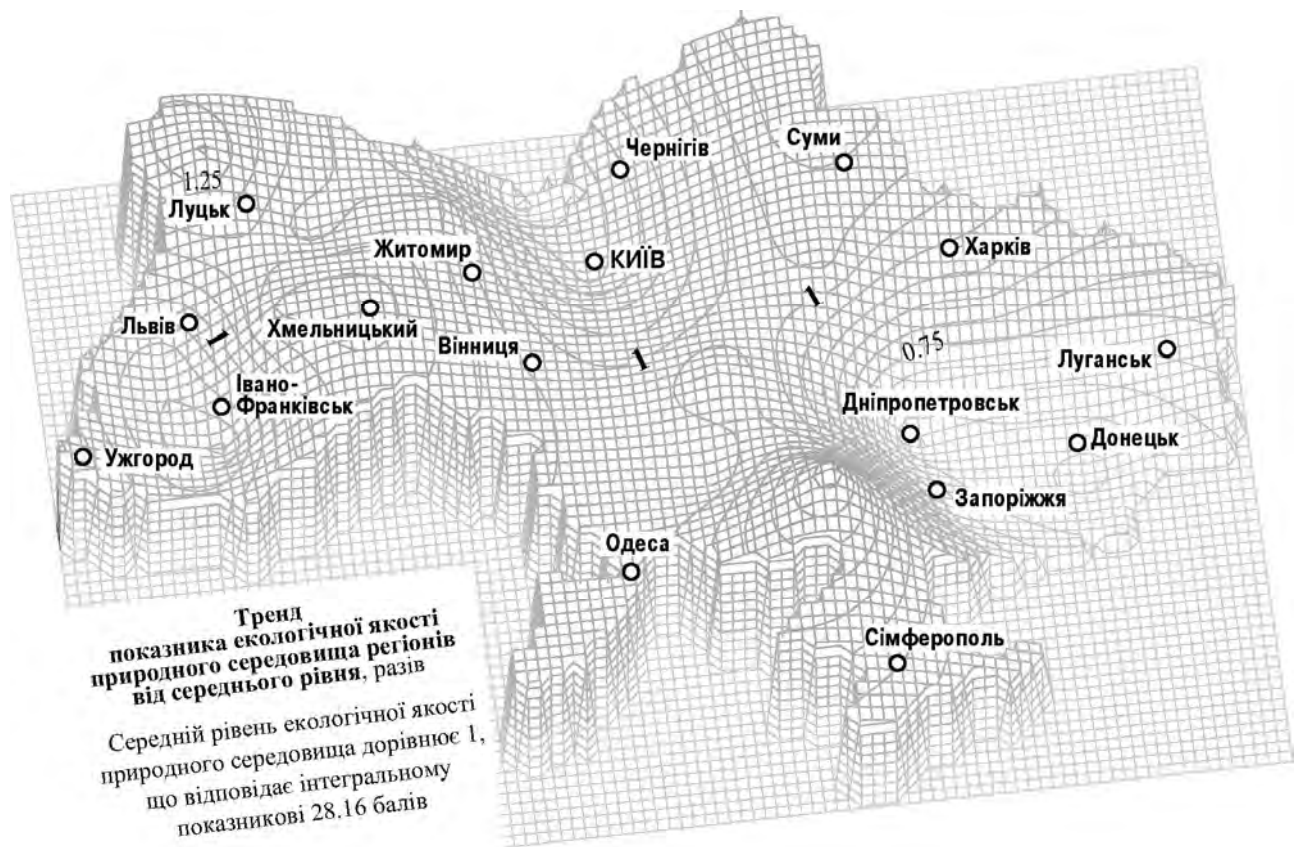 Чернігів
Суми
1.25
Луцьк
Житомир
КИЇВ
Харків
1
Львів
1
Хмельницький
Вінниця
1
0.75
Луганськ
Івано-
Франківськ
Дніпропетровськ
Донецьк
Ужгород
Запоріжжя
Одеса
Сімферополь
Тренд
показника екологічної якості
природного середовища регіонів
від середнього рівня, разів
Середній рівень екологічної якості
природного середовища дорівнює 1,
що відповідає інтегральному
показникові 28.16 балів